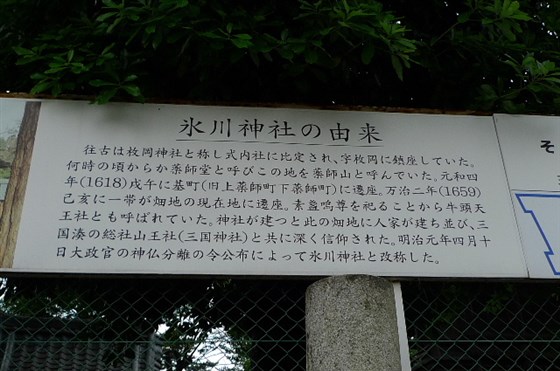 氷川神社の由来
往古は枚岡神社と称し式内社に比定され、字枚岡に鎮座していた。
何時の頃からか薬師堂と呼びこの地を薬師山と呼んでいた。元和四
年(1618)戊午に基町(旧上薬師町下薬師町)に遷座。万治二年(1659)
己亥に一帯が畑地の現在地に遷座。素盈嗚尊を祀ることから牛頭天
王社とも呼ばれていた。神社が建つと此の畑地に人家が建ち並び、三
国湊の総社山王社(三国神社)と共に深く信仰された。明治元年四月十
日大政官の神仏分離の令公布によって氷川神社と改称した。
そ